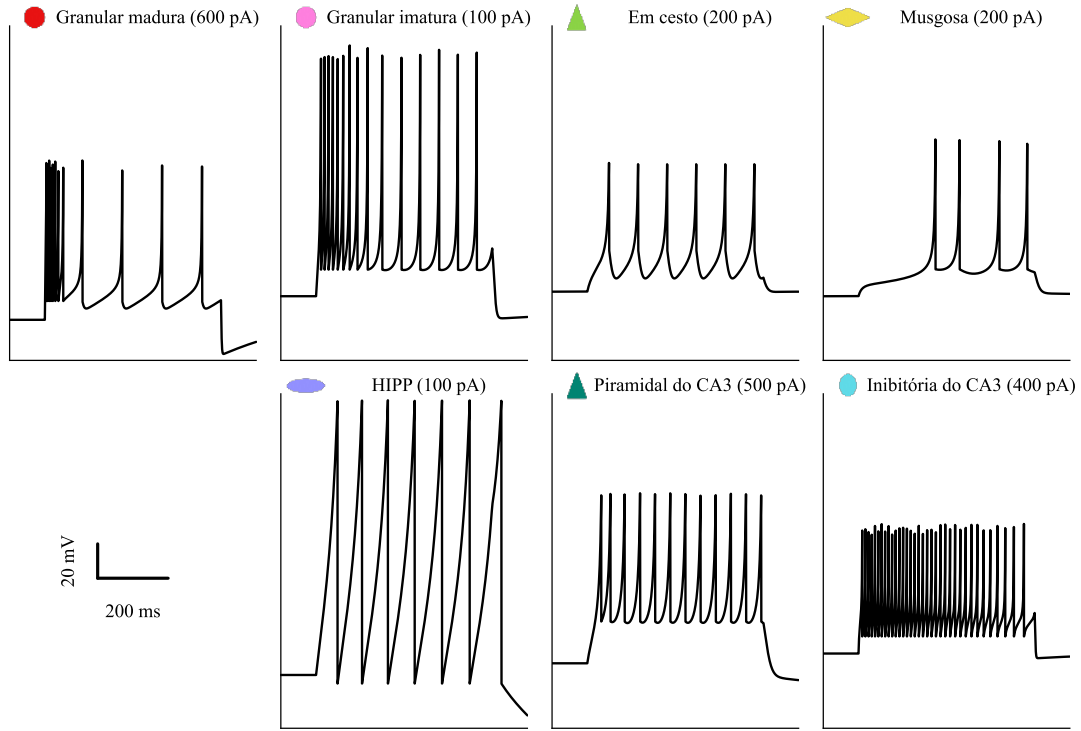 Granular madura (600 pA)
Granular imatura (100 pA)
Em cesto (200 pA)
Musgosa (200 pA)
HIPP (100 pA)
Piramidal do CA3 (500 pA)
Inibitória do CA3 (400 pA)
20 mV
200 ms